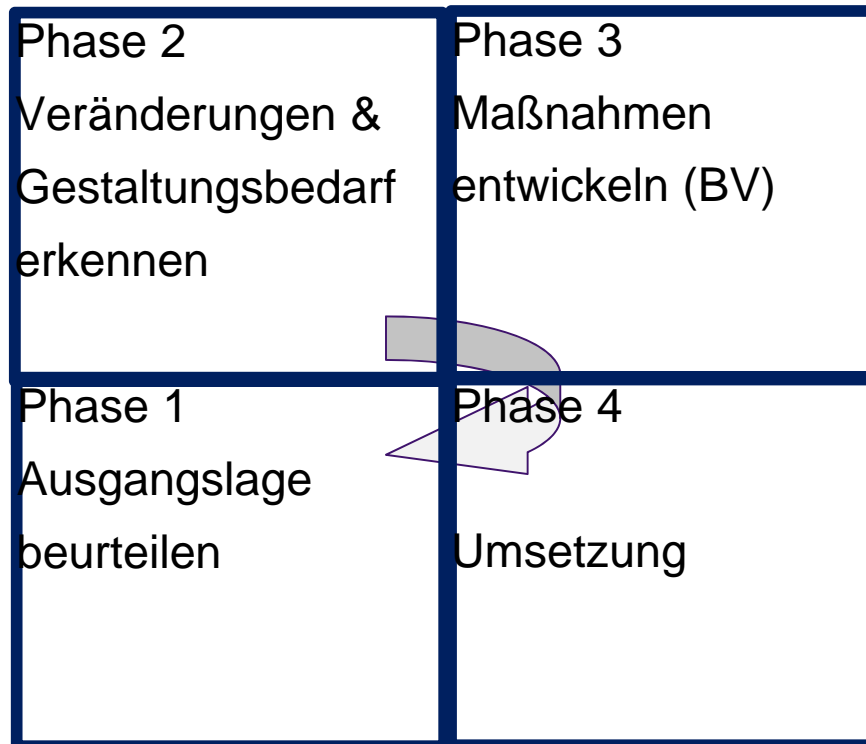 Phase 2
Veränderungen &
Gestaltungsbedarf
erkennen
Phase 3
Maßnahmen
entwickeln (BV)
Phase 1
Ausgangslage
beurteilen
Phase 4
Umsetzung